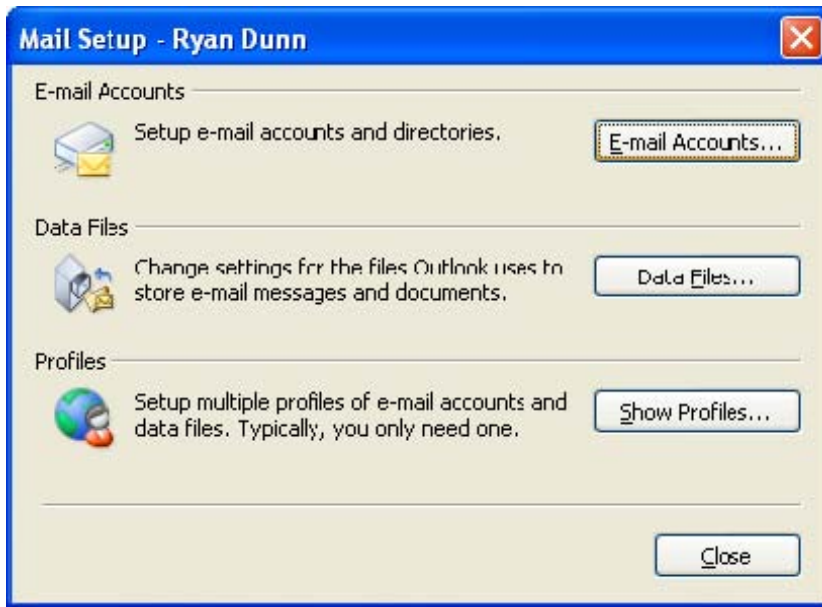 Mail Setup - Ryan Dunn
E-mail Accounts
Setup e-mail accounts and directories.
E-mail Accounts...
Data Files
Change settings for the files Outlook uses to
store e-mail messages and documents.
Data Files...
Profiles
Setup multiple profiles of e-mail accounts and
data files. Typically, you only need one.
Show Profiles...
Close